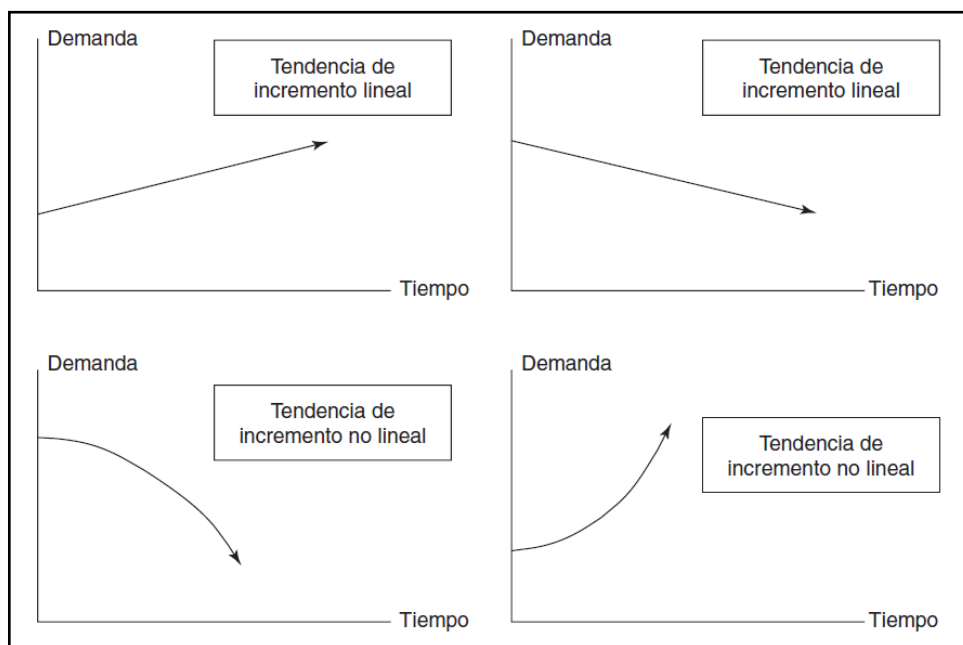 Demanda
Tendencia de
incremento lineal
Tiempo
Demanda
Tendencia de
incremento lineal
Tiempo
Demanda
Tendencia de
incremento no lineal
Tiempo
Demanda
Tendencia de
incremento no lineal
Tiempo